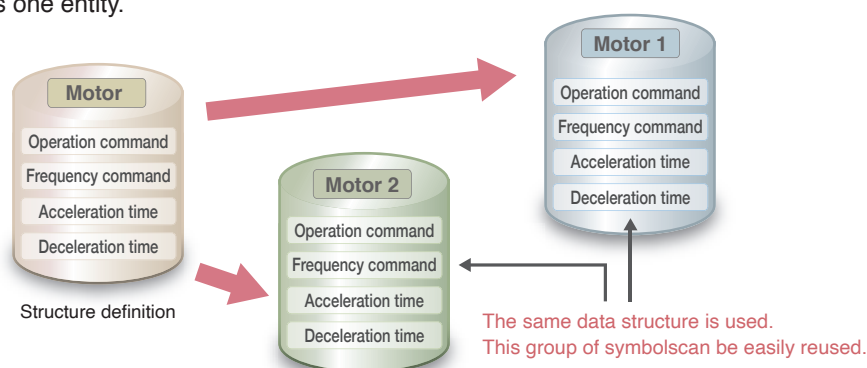 s one entity.
Motor
Operation command
Frequency command
Acceleration time
Deceleration time
Structure definition
Motor 2
Operation command
Frequency command
Acceleration time
Deceleration time
Motor 1
Operation command
Frequency command
Acceleration time
Deceleration time
The same data structure is used.
This group of symbolscan be easily reused.